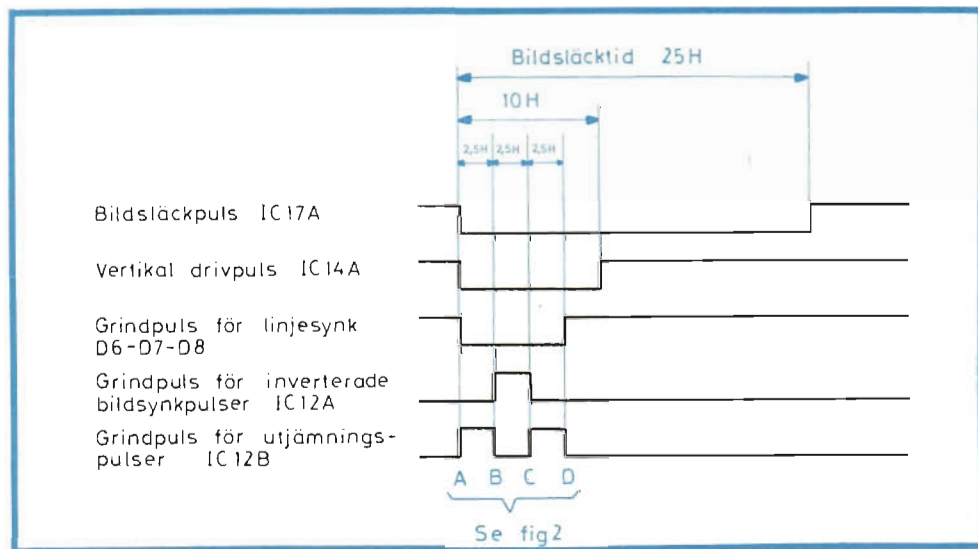 Bildsläcktid 25H
10H
2,5H 2,5H 2,5H
Bildsläckpuls IC17A
Vertikal drivpuls IC14A
Grindpuls för linjesynk
D6-D7-D8
Grindpuls för inverterade
bildsynkpulser IC12A
Grindpuls för utjämnings-
pulser IC12B
A B C D
Se fig2